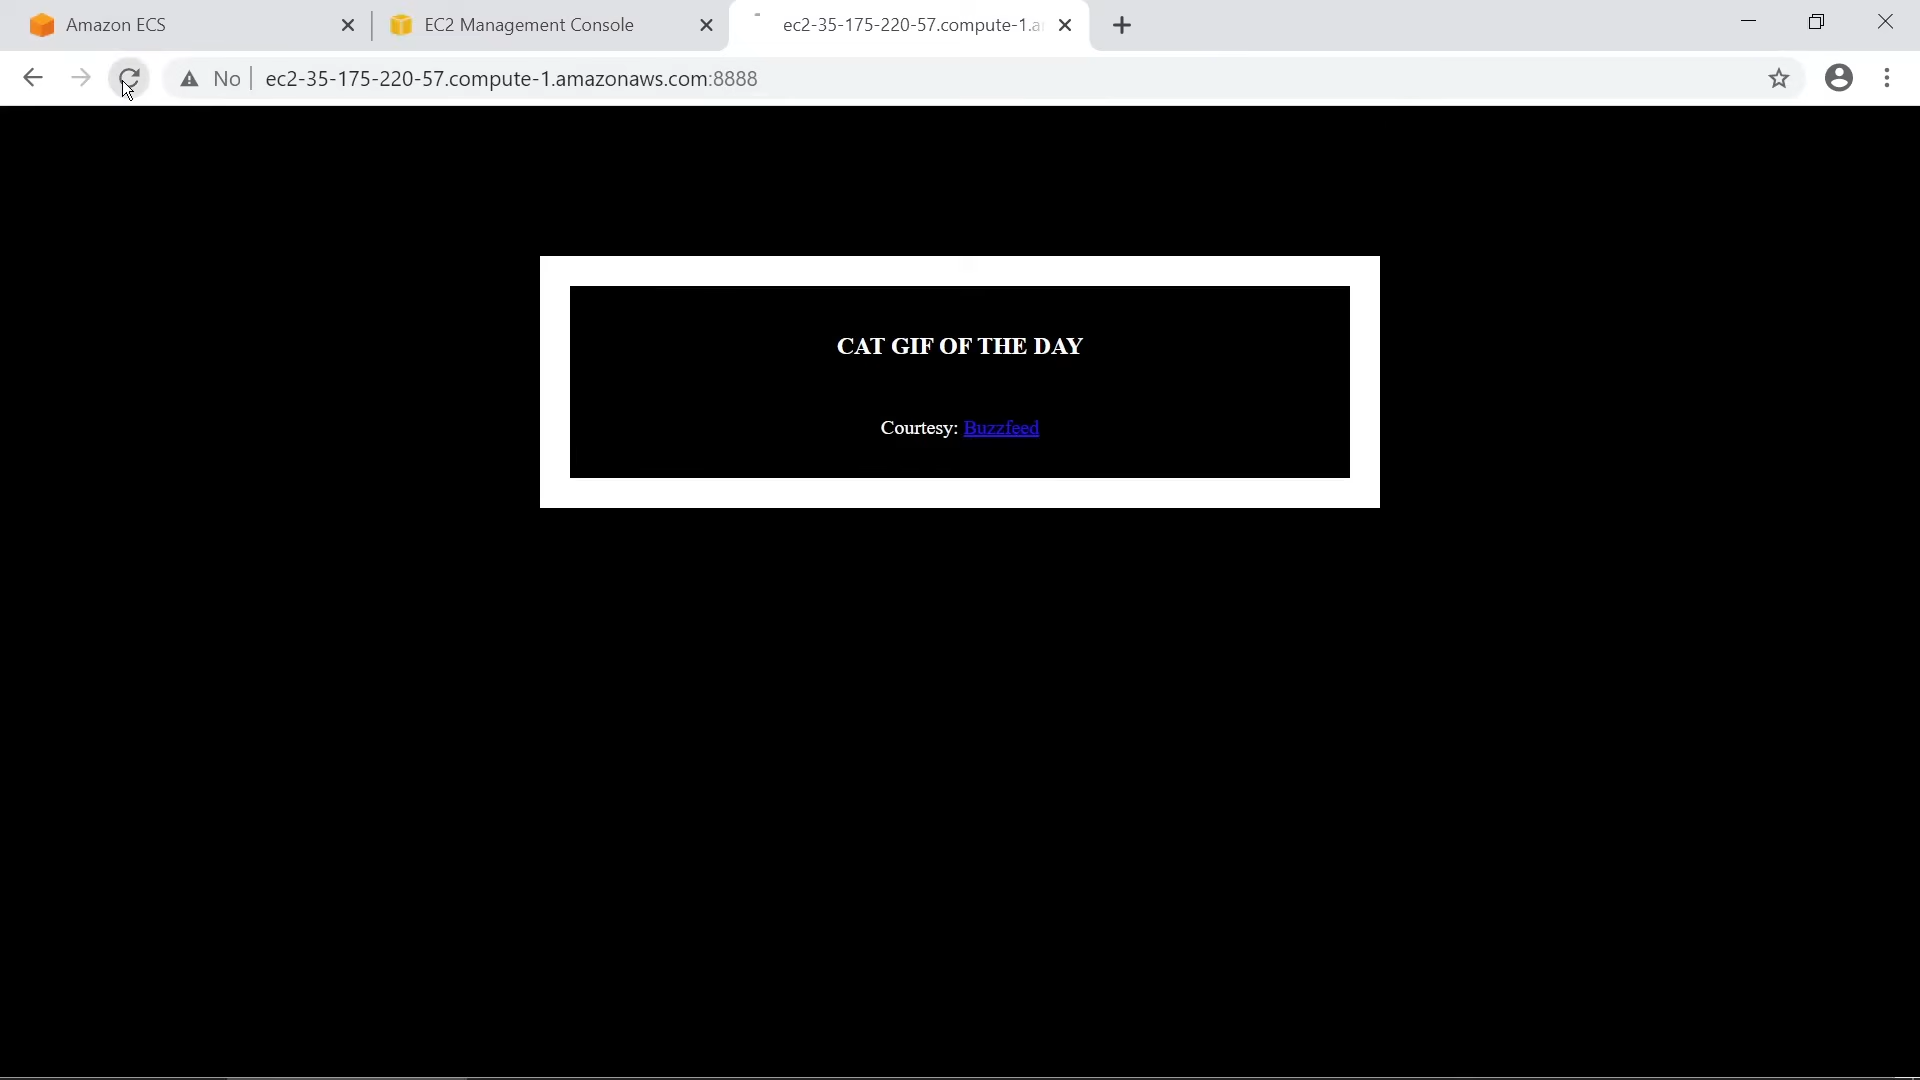 Amazon ECS
EC2 Management Console
ec2-35-175-220-57.compute-1.a
No
ec2-35-175-220-57.compute-1.amazonaws.com:8888
CAT GIF OF THE DAY
Courtesy: Buzzfeed